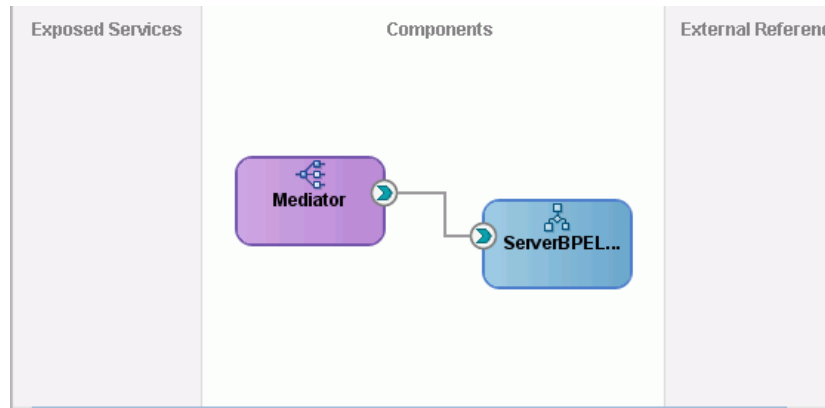 Exposed Services
Components
External Referenc
Mediator
ServerBPEL...